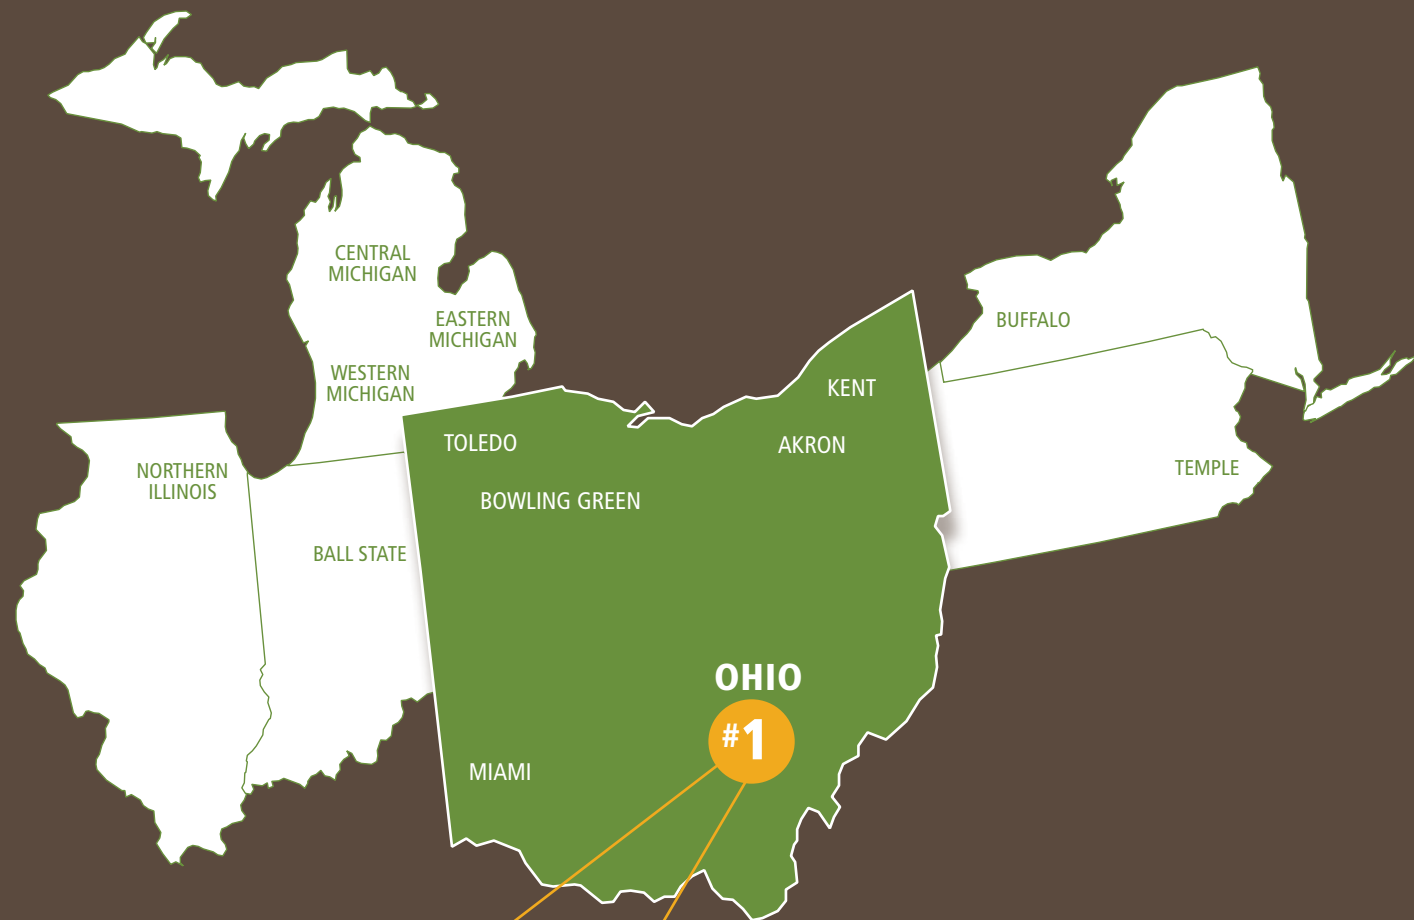 CENTRAL
MICHIGAN
EASTERN
MICHIGAN
WESTERN
MICHIGAN
BUFFALO
KENT
TOLEDO
AKRON
NORTHERN
ILLINOIS
TEMPLE
BOWLING GREEN
BALL STATE
OHIO
#1
MIAMI